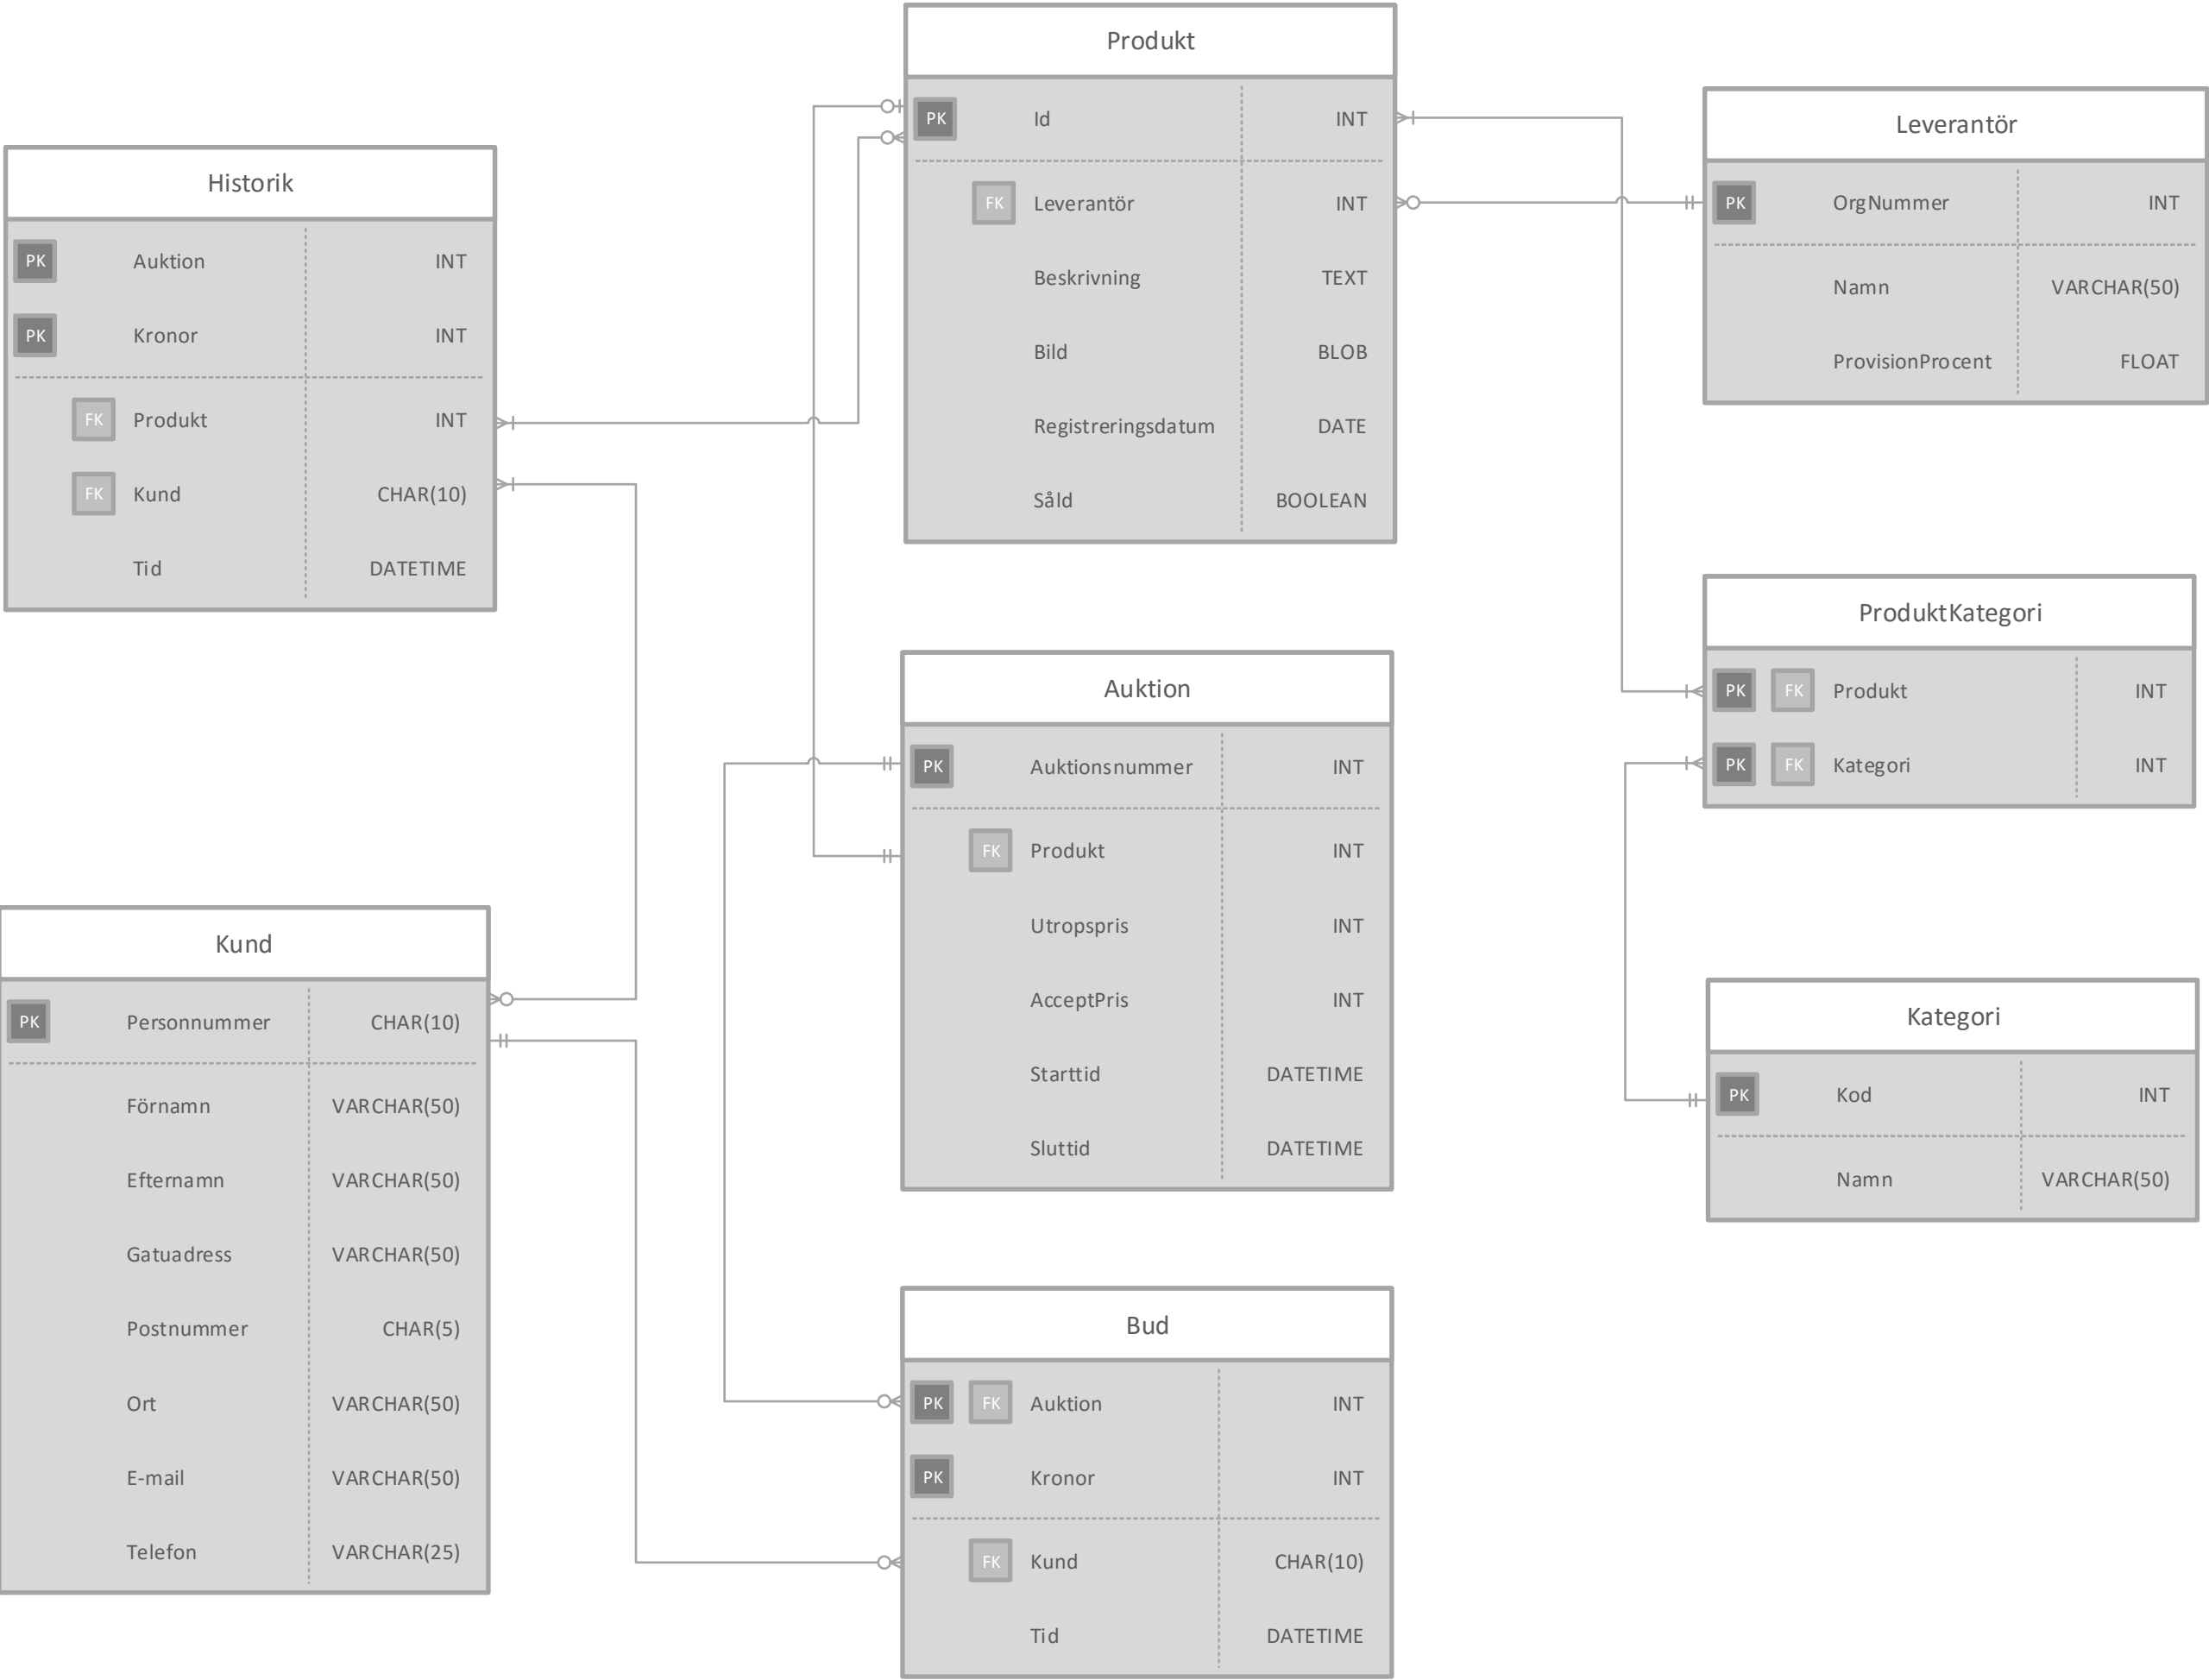 Produkt
PK Id INT
FK Leverantör INT
Beskrivning TEXT
Bild BLOB
Registreringsdatum DATE
Såld BOOLEAN
Leverantör
PK OrgNummer INT
Namn VARCHAR(50)
ProvisionProcent FLOAT
Historik
PK Auktion INT
PK Kronor INT
FK Produkt INT
FK Kund CHAR(10)
Tid DATETIME
ProduktKategori
PK FK Produkt INT
PK FK Kategori INT
Auktion
PK Auktionsnummer INT
FK Produkt INT
Utropspris INT
AcceptPris INT
Starttid DATETIME
Sluttid DATETIME
Kund
PK Personnummer CHAR(10)
Förnamn VARCHAR(50)
Efternamn VARCHAR(50)
Gatuadress VARCHAR(50)
Postnummer CHAR(5)
Ort VARCHAR(50)
E-mail VARCHAR(50)
Telefon VARCHAR(25)
Kategori
PK Kod INT
Namn VARCHAR(50)
Bud
PK FK Auktion INT
PK Kronor INT
FK Kund CHAR(10)
Tid DATETIME